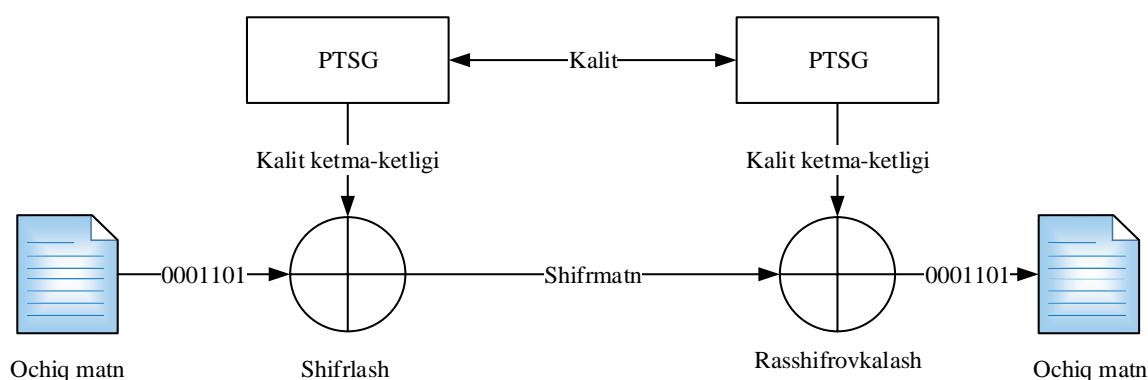 PTSG
Kalit
PTSG
Kalit ketma-ketligi
Kalit ketma-ketligi
0001101
Shifrmatn
0001101
Ochiq matn
Shifrlash
Rasshifrovkalash
Ochiq matn